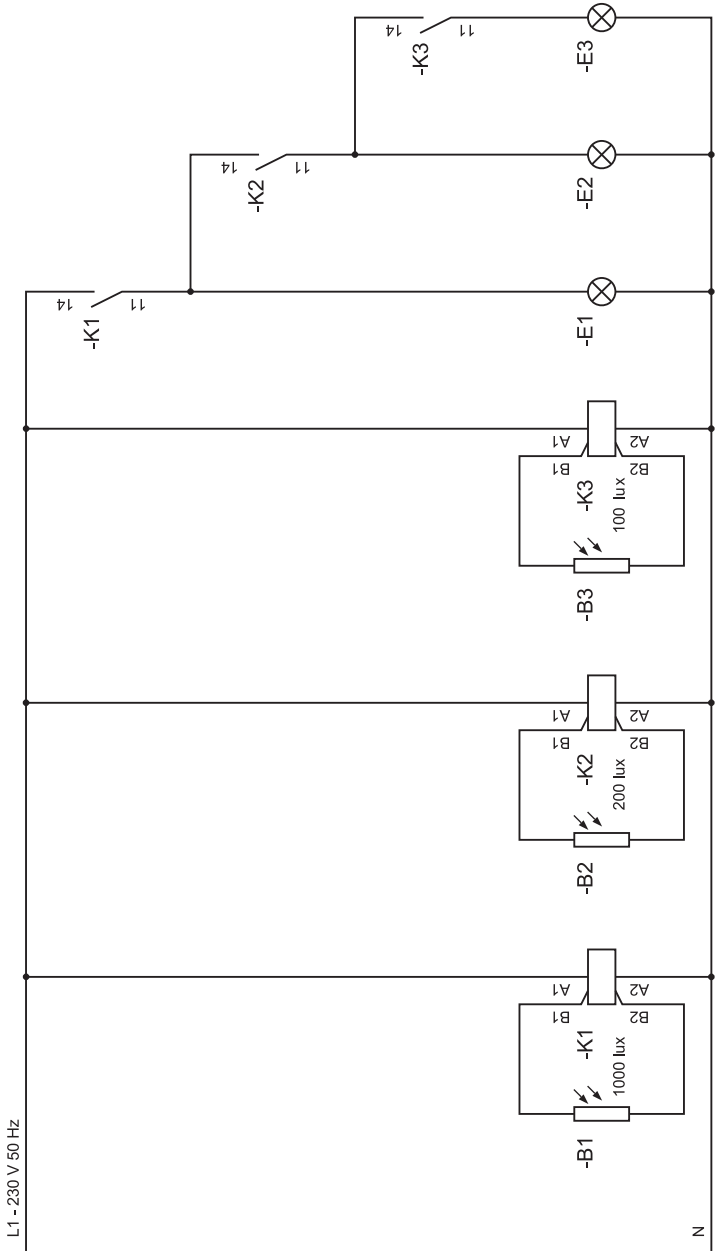 L1 - 230 V 50 Hz
N
-B1
-K1
1000 lux
B1
B2
A1
A2
-B2
-K2
200 lux
B1
B2
A1
A2
-B3
-K3
100 lux
B1
B2
A1
A2
-K1
14
11
-E1
-K2
14
11
-E2
-K3
14
11
-E3